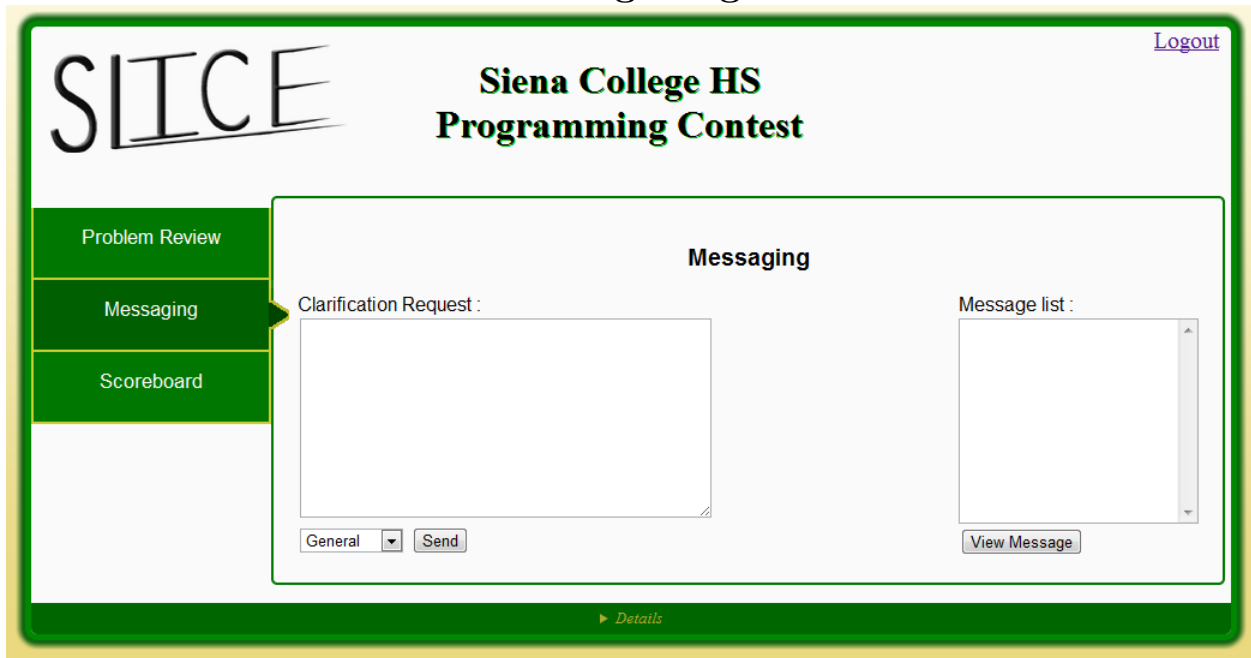 Logout
SLICE
Siena College HS
Programming Contest
Problem Review
Messaging
Scoreboard
Messaging
Clarification Request :
Message list :
General
Send
View Message
Details